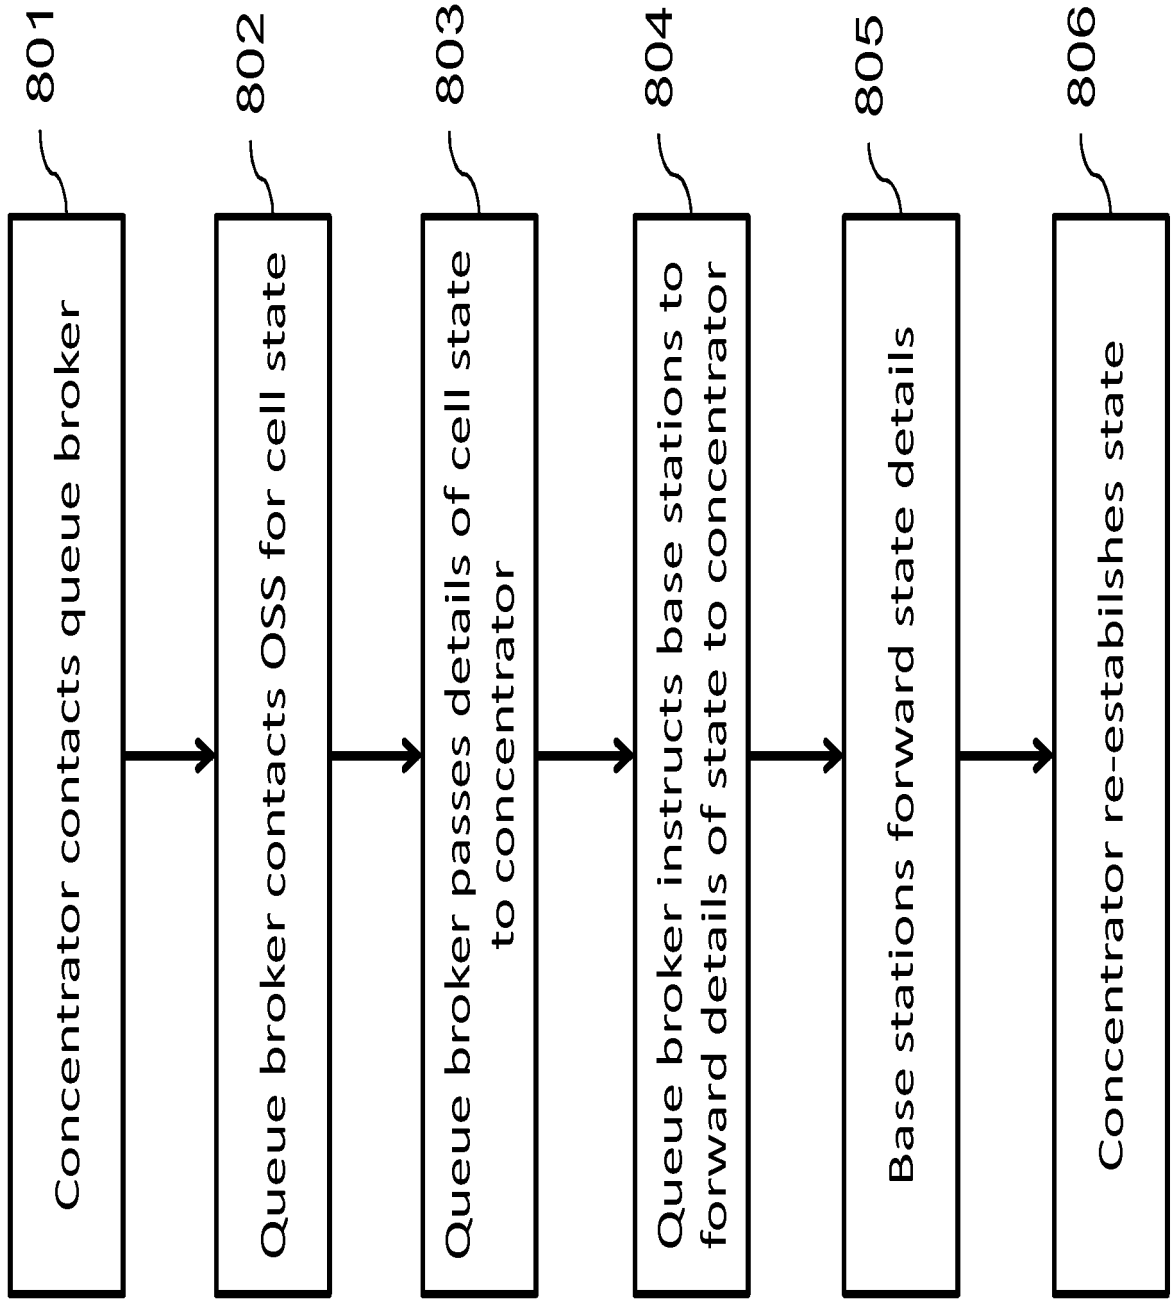 801
Concentrator contacts queue broker
802
Queue broker contacts OSS for cell state
803
Queue broker passes details of cell state
to concentrator
804
Queue broker instructs base stations to
forward details of state to concentrator
805
Base stations forward state details
806
Concentrator re-estabilshes state